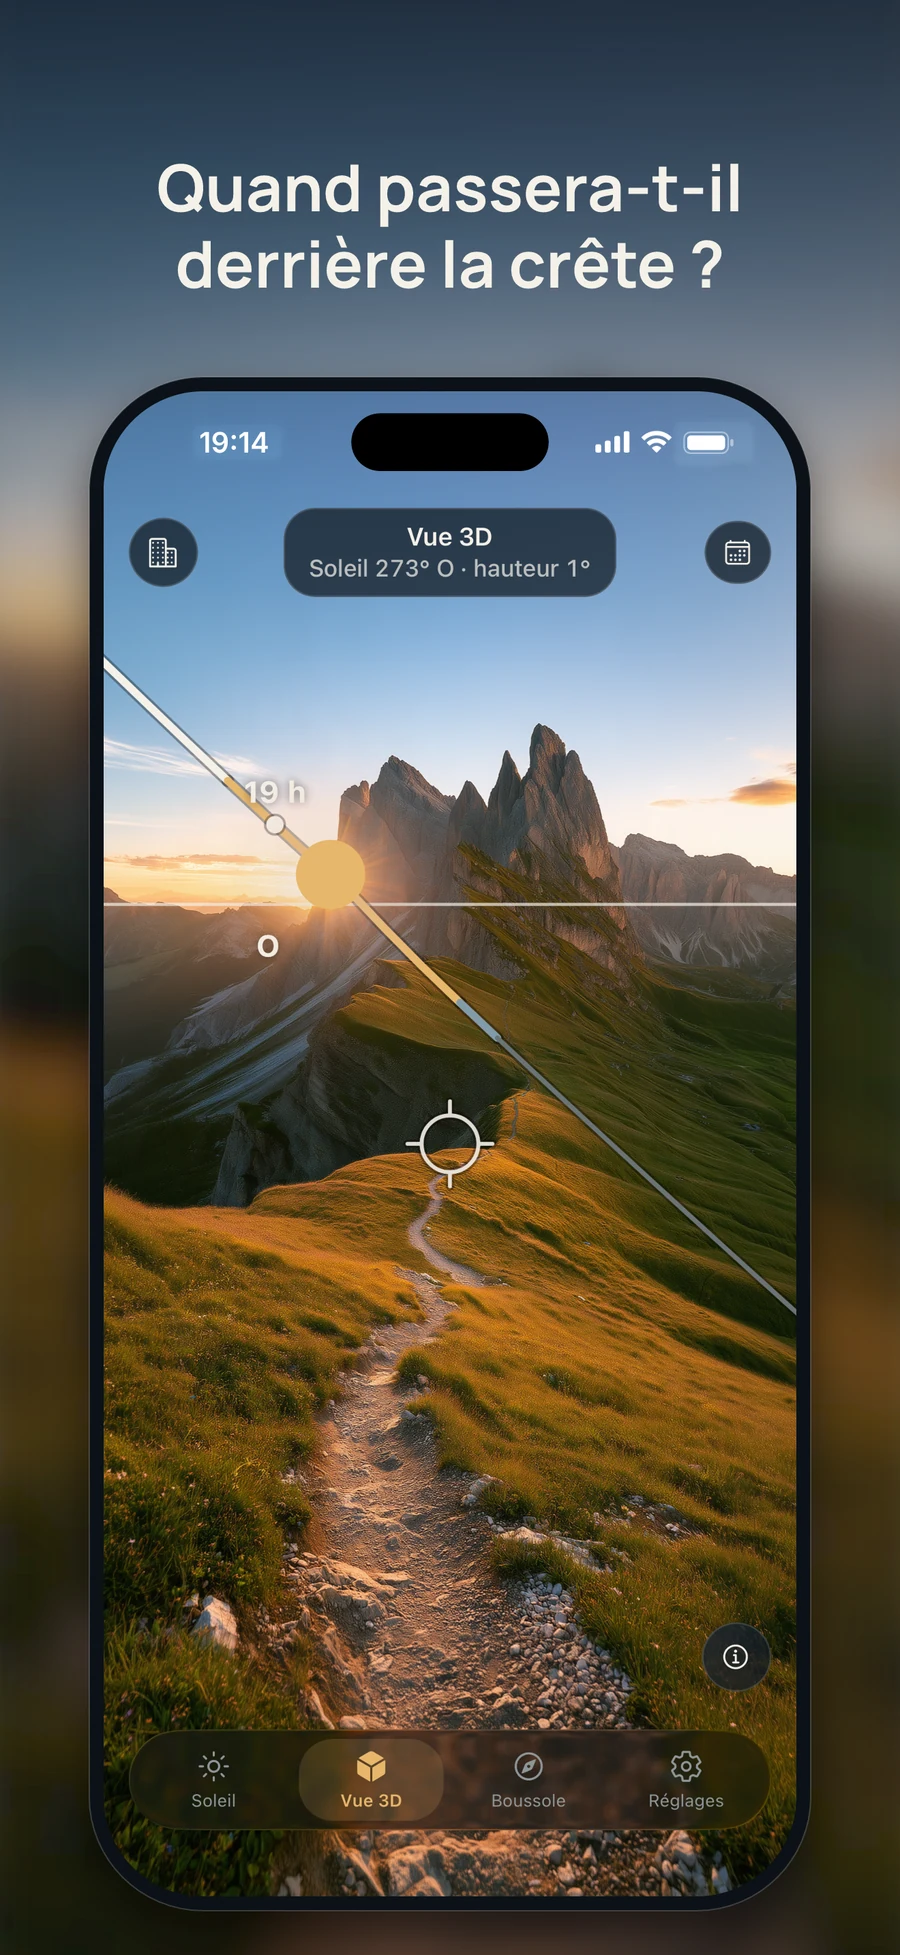 Quand passera-t-il
derrière la crête ?
19:14
Vue 3D
Soleil 273° O · hauteur 1°
19 h
O
Soleil
Vue 3D
Boussole
Réglages